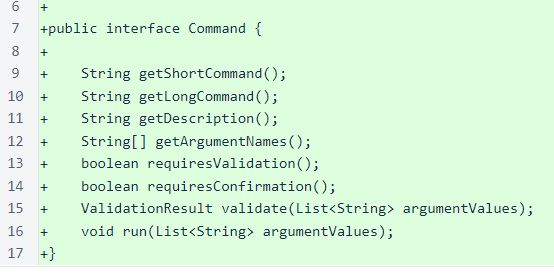 6 +
7 +public interface Command {
8 +
9 +    String getShortCommand();
10 +    String getLongCommand();
11 +    String getDescription();
12 +    String[] getArgumentNames();
13 +    boolean requiresValidation();
14 +    boolean requiresConfirmation();
15 +    ValidationResult validate(List<String> argumentValues);
16 +    void run(List<String> argumentValues);
17 +}